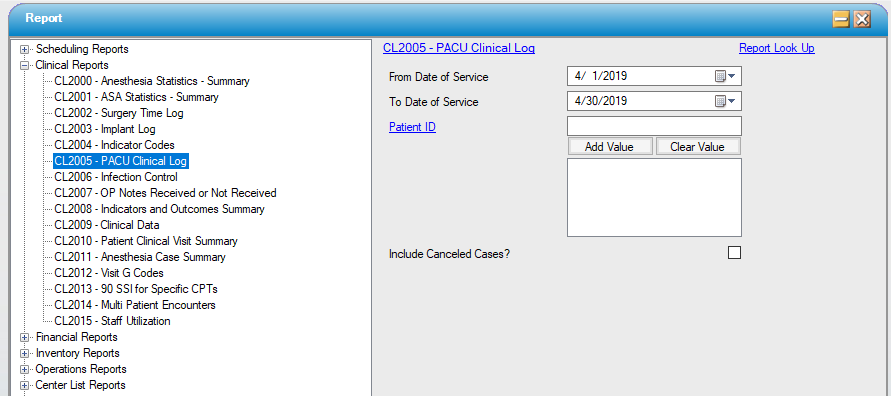 Report
Scheduling Reports
Clinical Reports
CL2000 - Anesthesia Statistics - Summary
CL2001 - ASA Statistics - Summary
CL2002 - Surgery Time Log
CL2003 - Implant Log
CL2004 - Indicator Codes
CL2005 - PACU Clinical Log
CL2006 - Infection Control
CL2007 - OP Notes Received or Not Received
CL2008 - Indicators and Outcomes Summary
CL2009 - Clinical Data
CL2010 - Patient Clinical Visit Summary
CL2011 - Anesthesia Case Summary
CL2012 - Visit G Codes
CL2013 - 90 SSI for Specific CPTs
CL2014 - Multi Patient Encounters
CL2015 - Staff Utilization
Financial Reports
Inventory Reports
Operations Reports
Center List Reports
CL2005 - PACU Clinical Log
Report Look Up
From Date of Service
4/ 1/2019
To Date of Service
4/30/2019
Patient ID
Add Value
Clear Value
Include Canceled Cases?